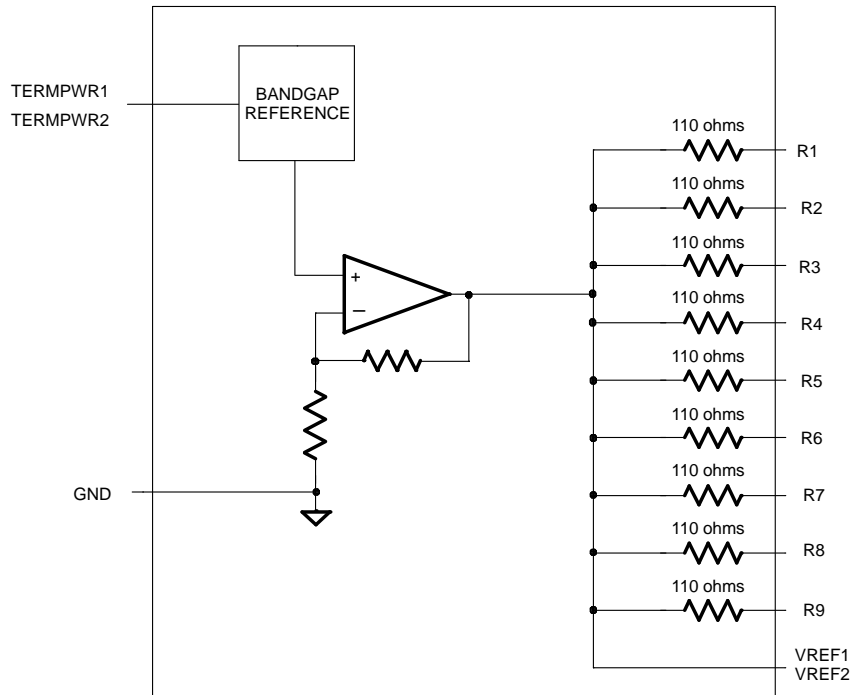 TERMPWR1
TERMPWR2
BANDGAP
REFERENCE
+
−
GND
110 ohms
R1
110 ohms
R2
110 ohms
R3
110 ohms
R4
110 ohms
R5
110 ohms
R6
110 ohms
R7
110 ohms
R8
110 ohms
R9
VREF1
VREF2